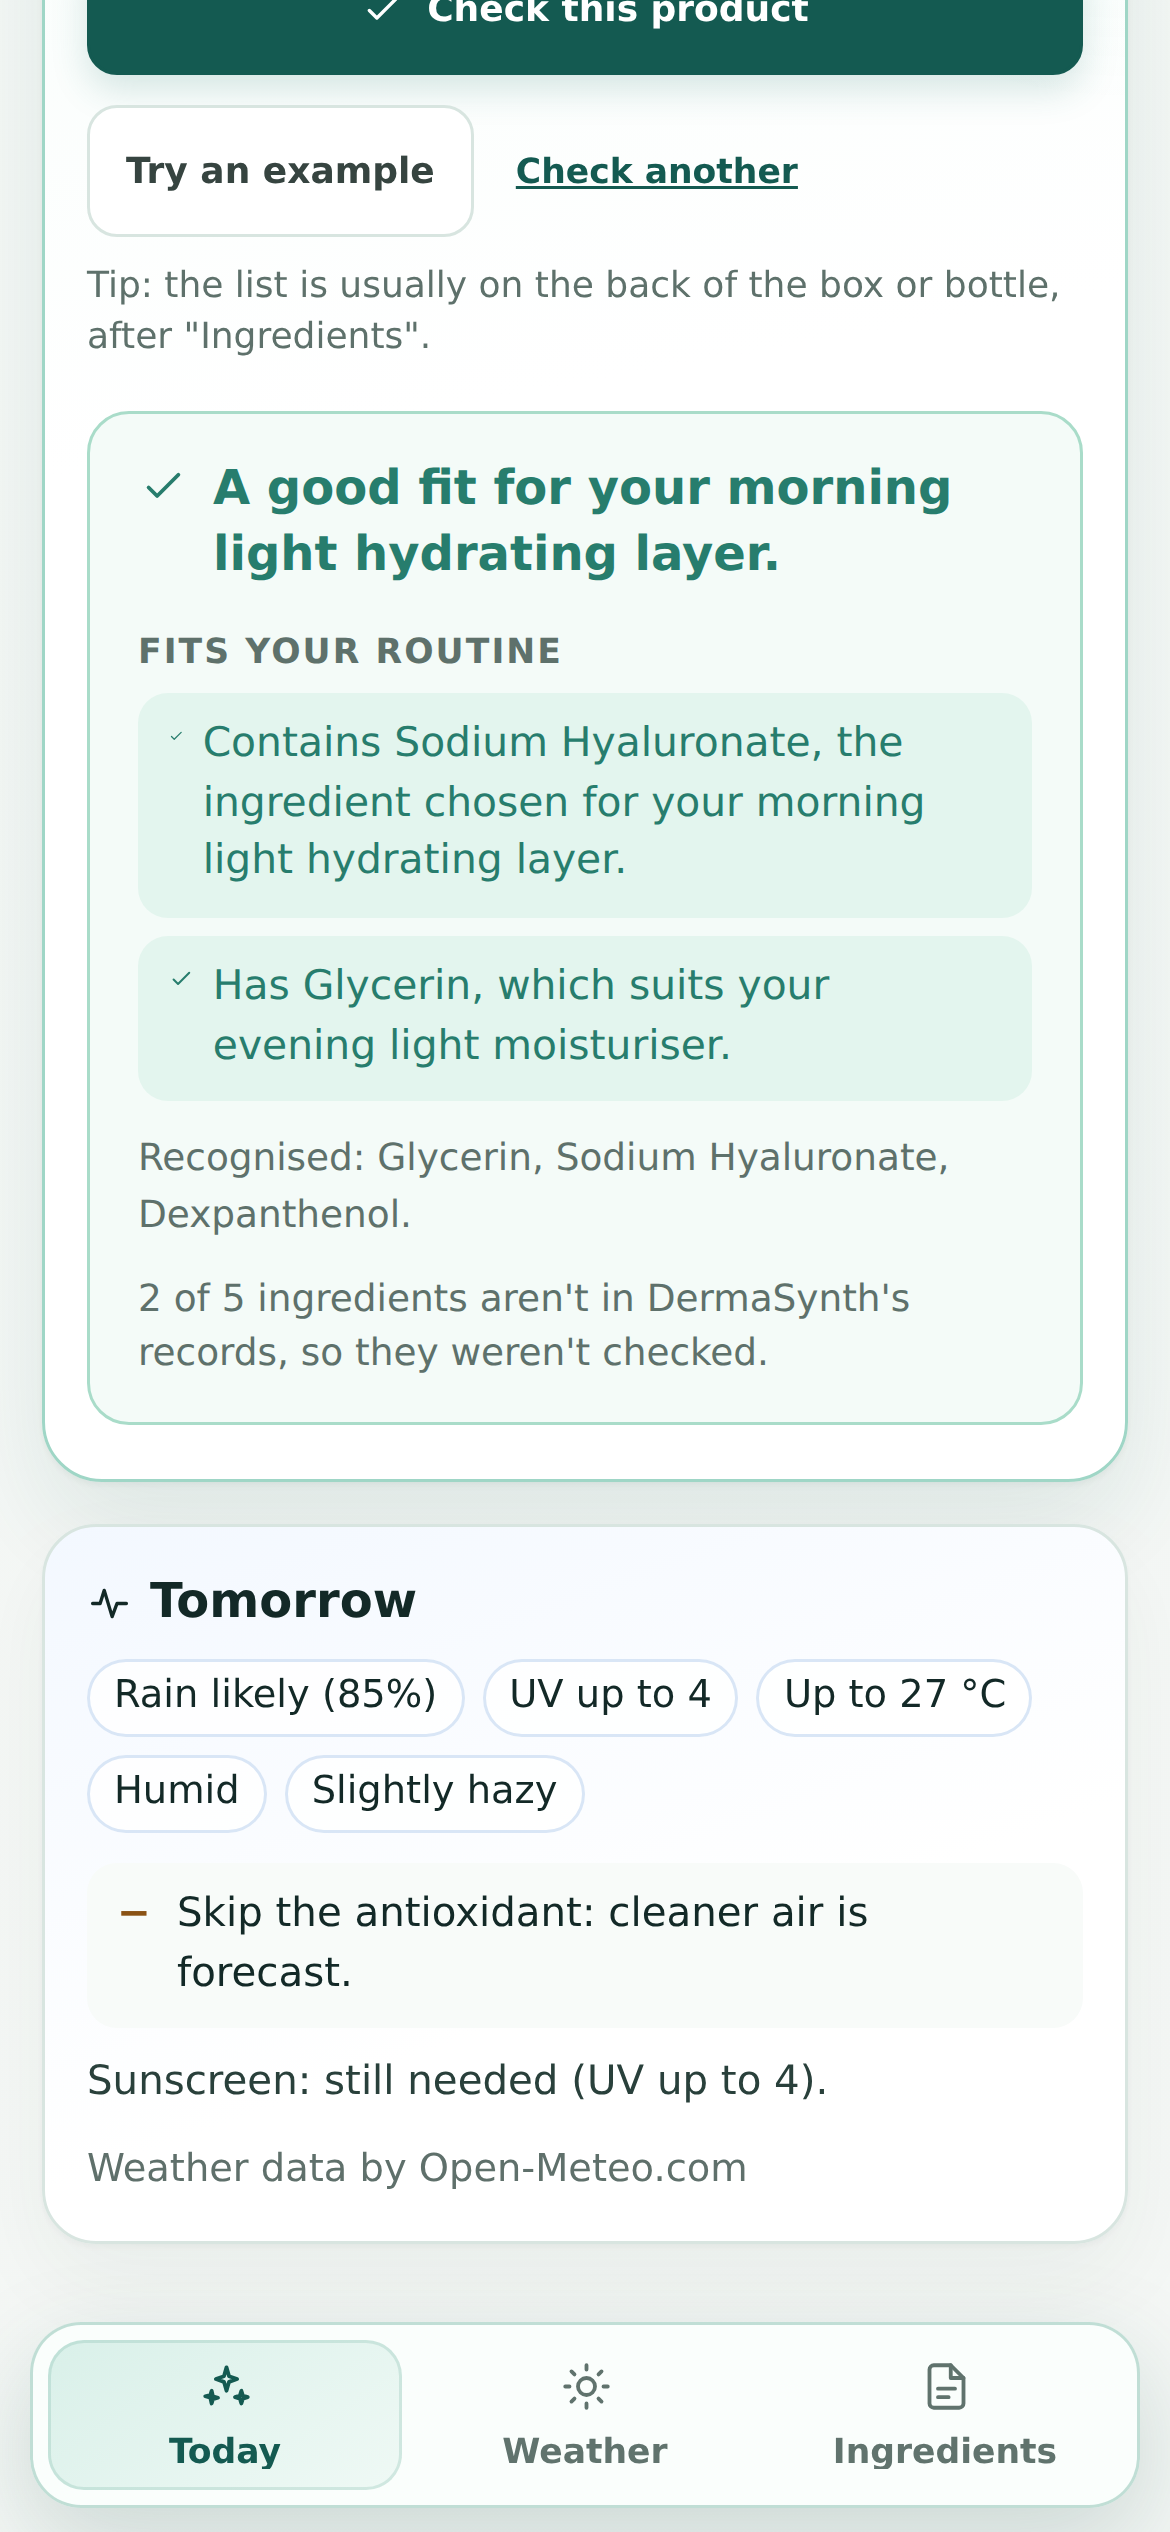 Check this product
Try an example
Check another
Tip: the list is usually on the back of the box or bottle,
after "Ingredients".
A good fit for your morning
light hydrating layer.
FITS YOUR ROUTINE
Contains Sodium Hyaluronate, the
ingredient chosen for your morning
light hydrating layer.
Has Glycerin, which suits your
evening light moisturiser.
Recognised: Glycerin, Sodium Hyaluronate,
Dexpanthenol.
2 of 5 ingredients aren't in DermaSynth's
records, so they weren't checked.
Tomorrow
Rain likely (85%)
UV up to 4
Up to 27 °C
Humid
Slightly hazy
Skip the antioxidant: cleaner air is
forecast.
Sunscreen: still needed (UV up to 4).
Weather data by Open-Meteo.com
Today
Weather
Ingredients